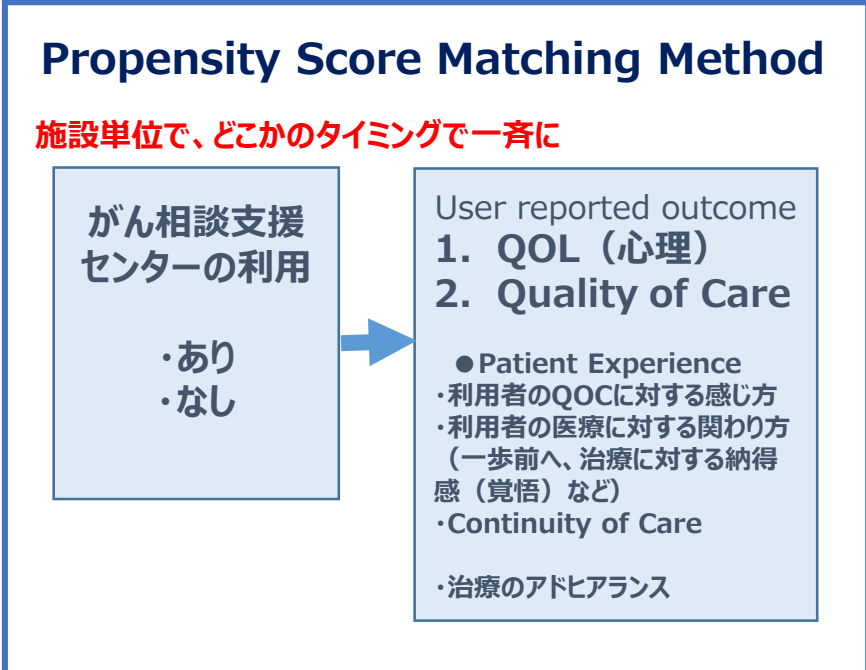 Propensity Score Matching Method
施設単位で、どこかのタイミングで一斉に
がん相談支援
センターの利用
・あり
・なし
User reported outcome
1. QOL（心理）
2. Quality of Care
●Patient Experience
・利用者のQOCに対する感じ方
・利用者の医療に対する関わり方
（一歩前へ、治療に対する納得
感（覚悟）など）
・Continuity of Care
・治療のアドヒアランス